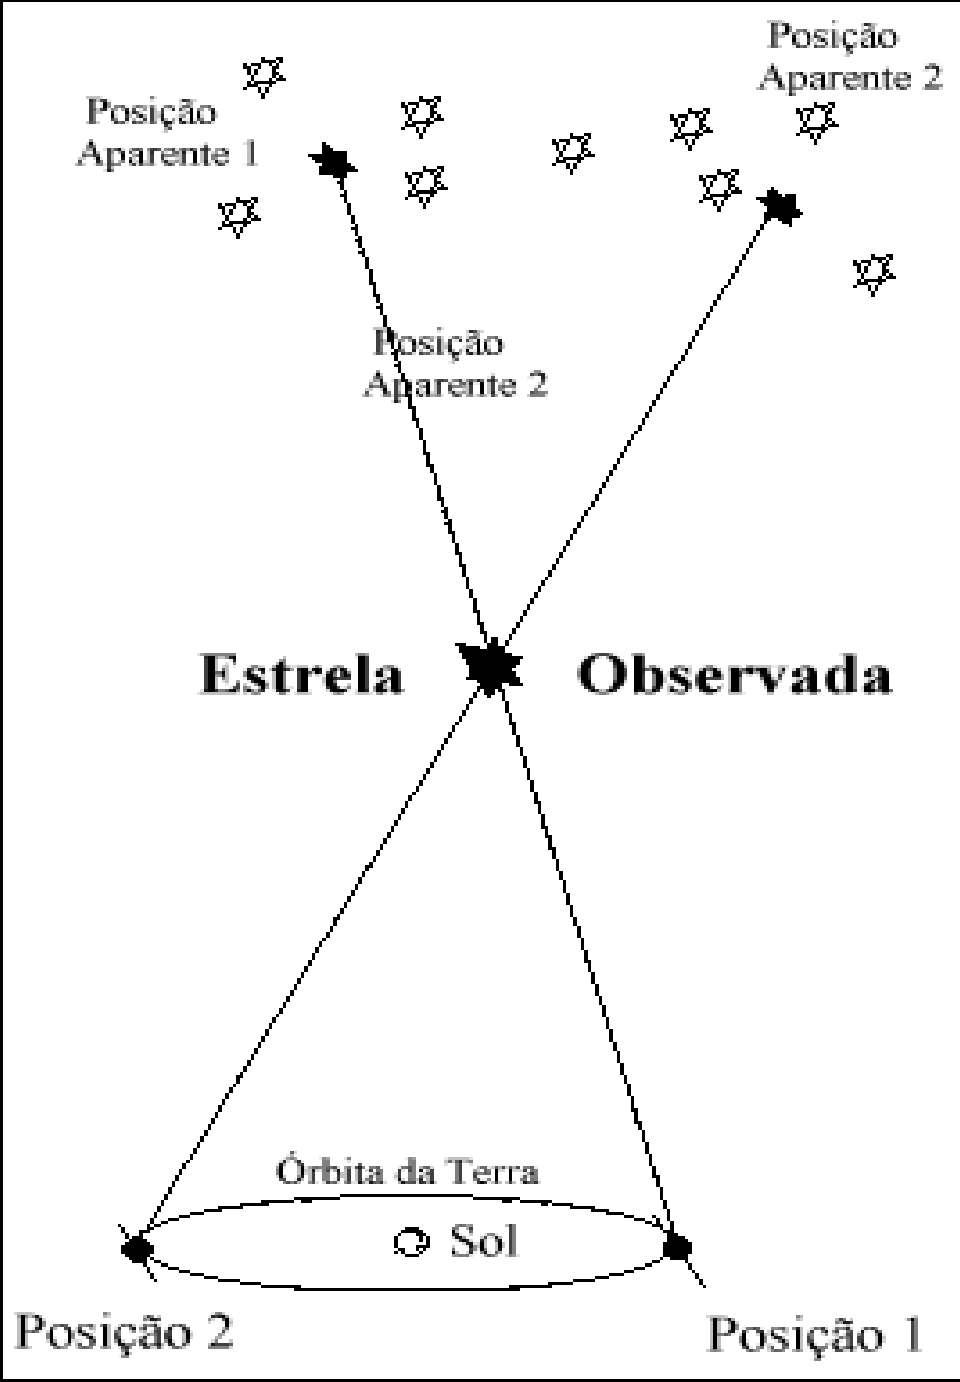 Posição
Aparente 2
Posição
Aparente 1
Posição
Aparente 2
Estrela Observada
Órbita da Terra
Sol
Posição 2
Posição 1